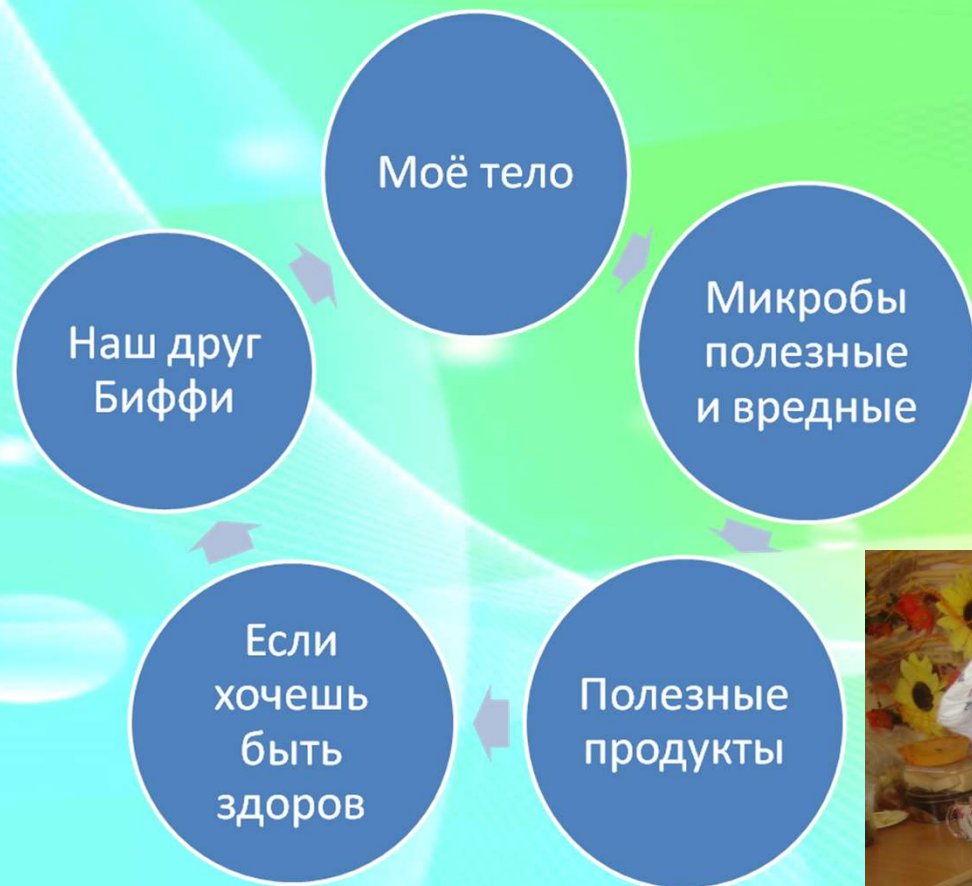 Моё тело
Микробы
полезные
и вредные
Полезные
продукты
Если
хочешь
быть
здоров
Наш друг
Биффи